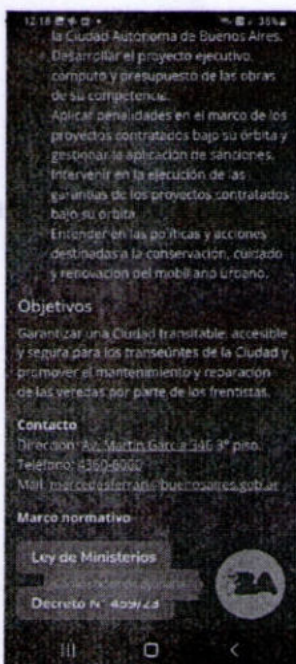 12:18 35%
la Ciudad Autónoma de Buenos Aires.
Desarrollar el proyecto ejecutivo,
cómputo y presupuesto de las obras
de su competencia.
Aplicar penalidades en el marco de los
proyectos contratados bajo su órbita y
gestionar la aplicación de sanciones.
Intervenir en la ejecución de las
garantías de los proyectos contratados
bajo su órbita.
Entender en las políticas y acciones
destinadas a la conservación, cuidado
y renovación del mobiliario urbano.
Objetivos
Garantizar una Ciudad transitable, accesible
y segura para los transeúntes de la Ciudad y
promover el mantenimiento y reparación
de las veredas por parte de los frentistas.
Contacto
Dirección: Av. Martín García 346 3° piso.
Teléfono: 4360-6000
Mail:
Marco normativo
Ley de Ministerios
Decreto N° 459/23
BA